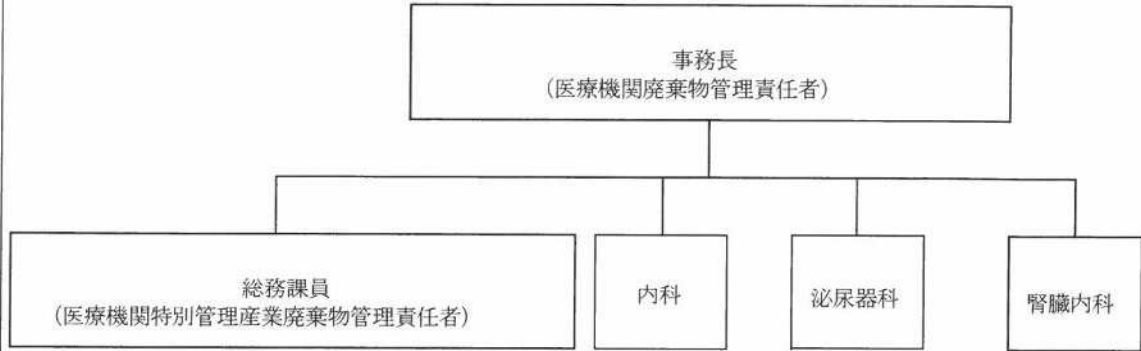 事務長
（医療機関廃棄物管理責任者）
総務課員
（医療機関特別管理産業廃棄物管理責任者）
内科
泌尿器科
腎臓内科